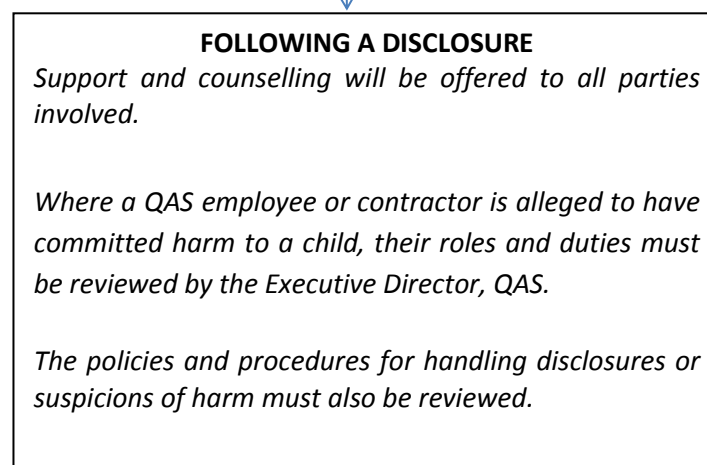 FOLLOWING A DISCLOSURE
Support and counselling will be offered to all parties
involved.
Where a QAS employee or contractor is alleged to have
committed harm to a child, their roles and duties must
be reviewed by the Executive Director, QAS.
The policies and procedures for handling disclosures or
suspicions of harm must also be reviewed.